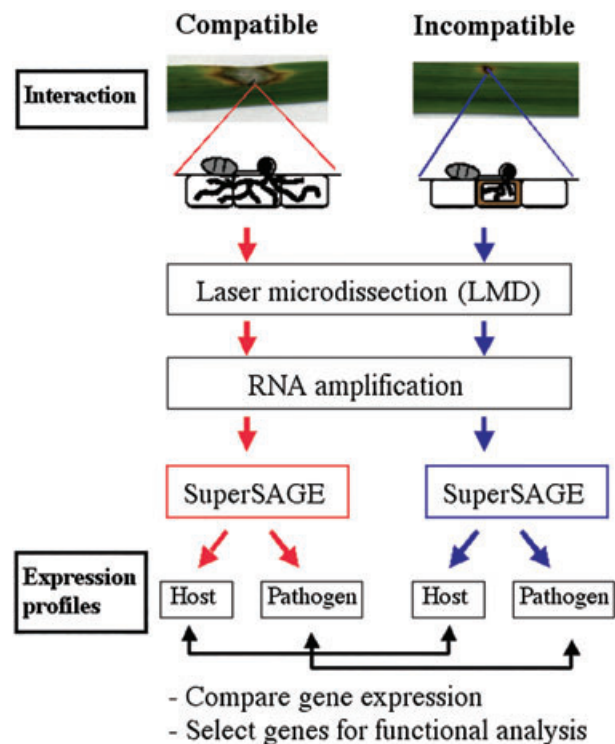 Compatible
Incompatible
Interaction
Laser microdissection (LMD)
RNA amplification
SuperSAGE
SuperSAGE
Expression
profiles
Host
Pathogen
Host
Pathogen
- Compare gene expression
- Select genes for functional analysis